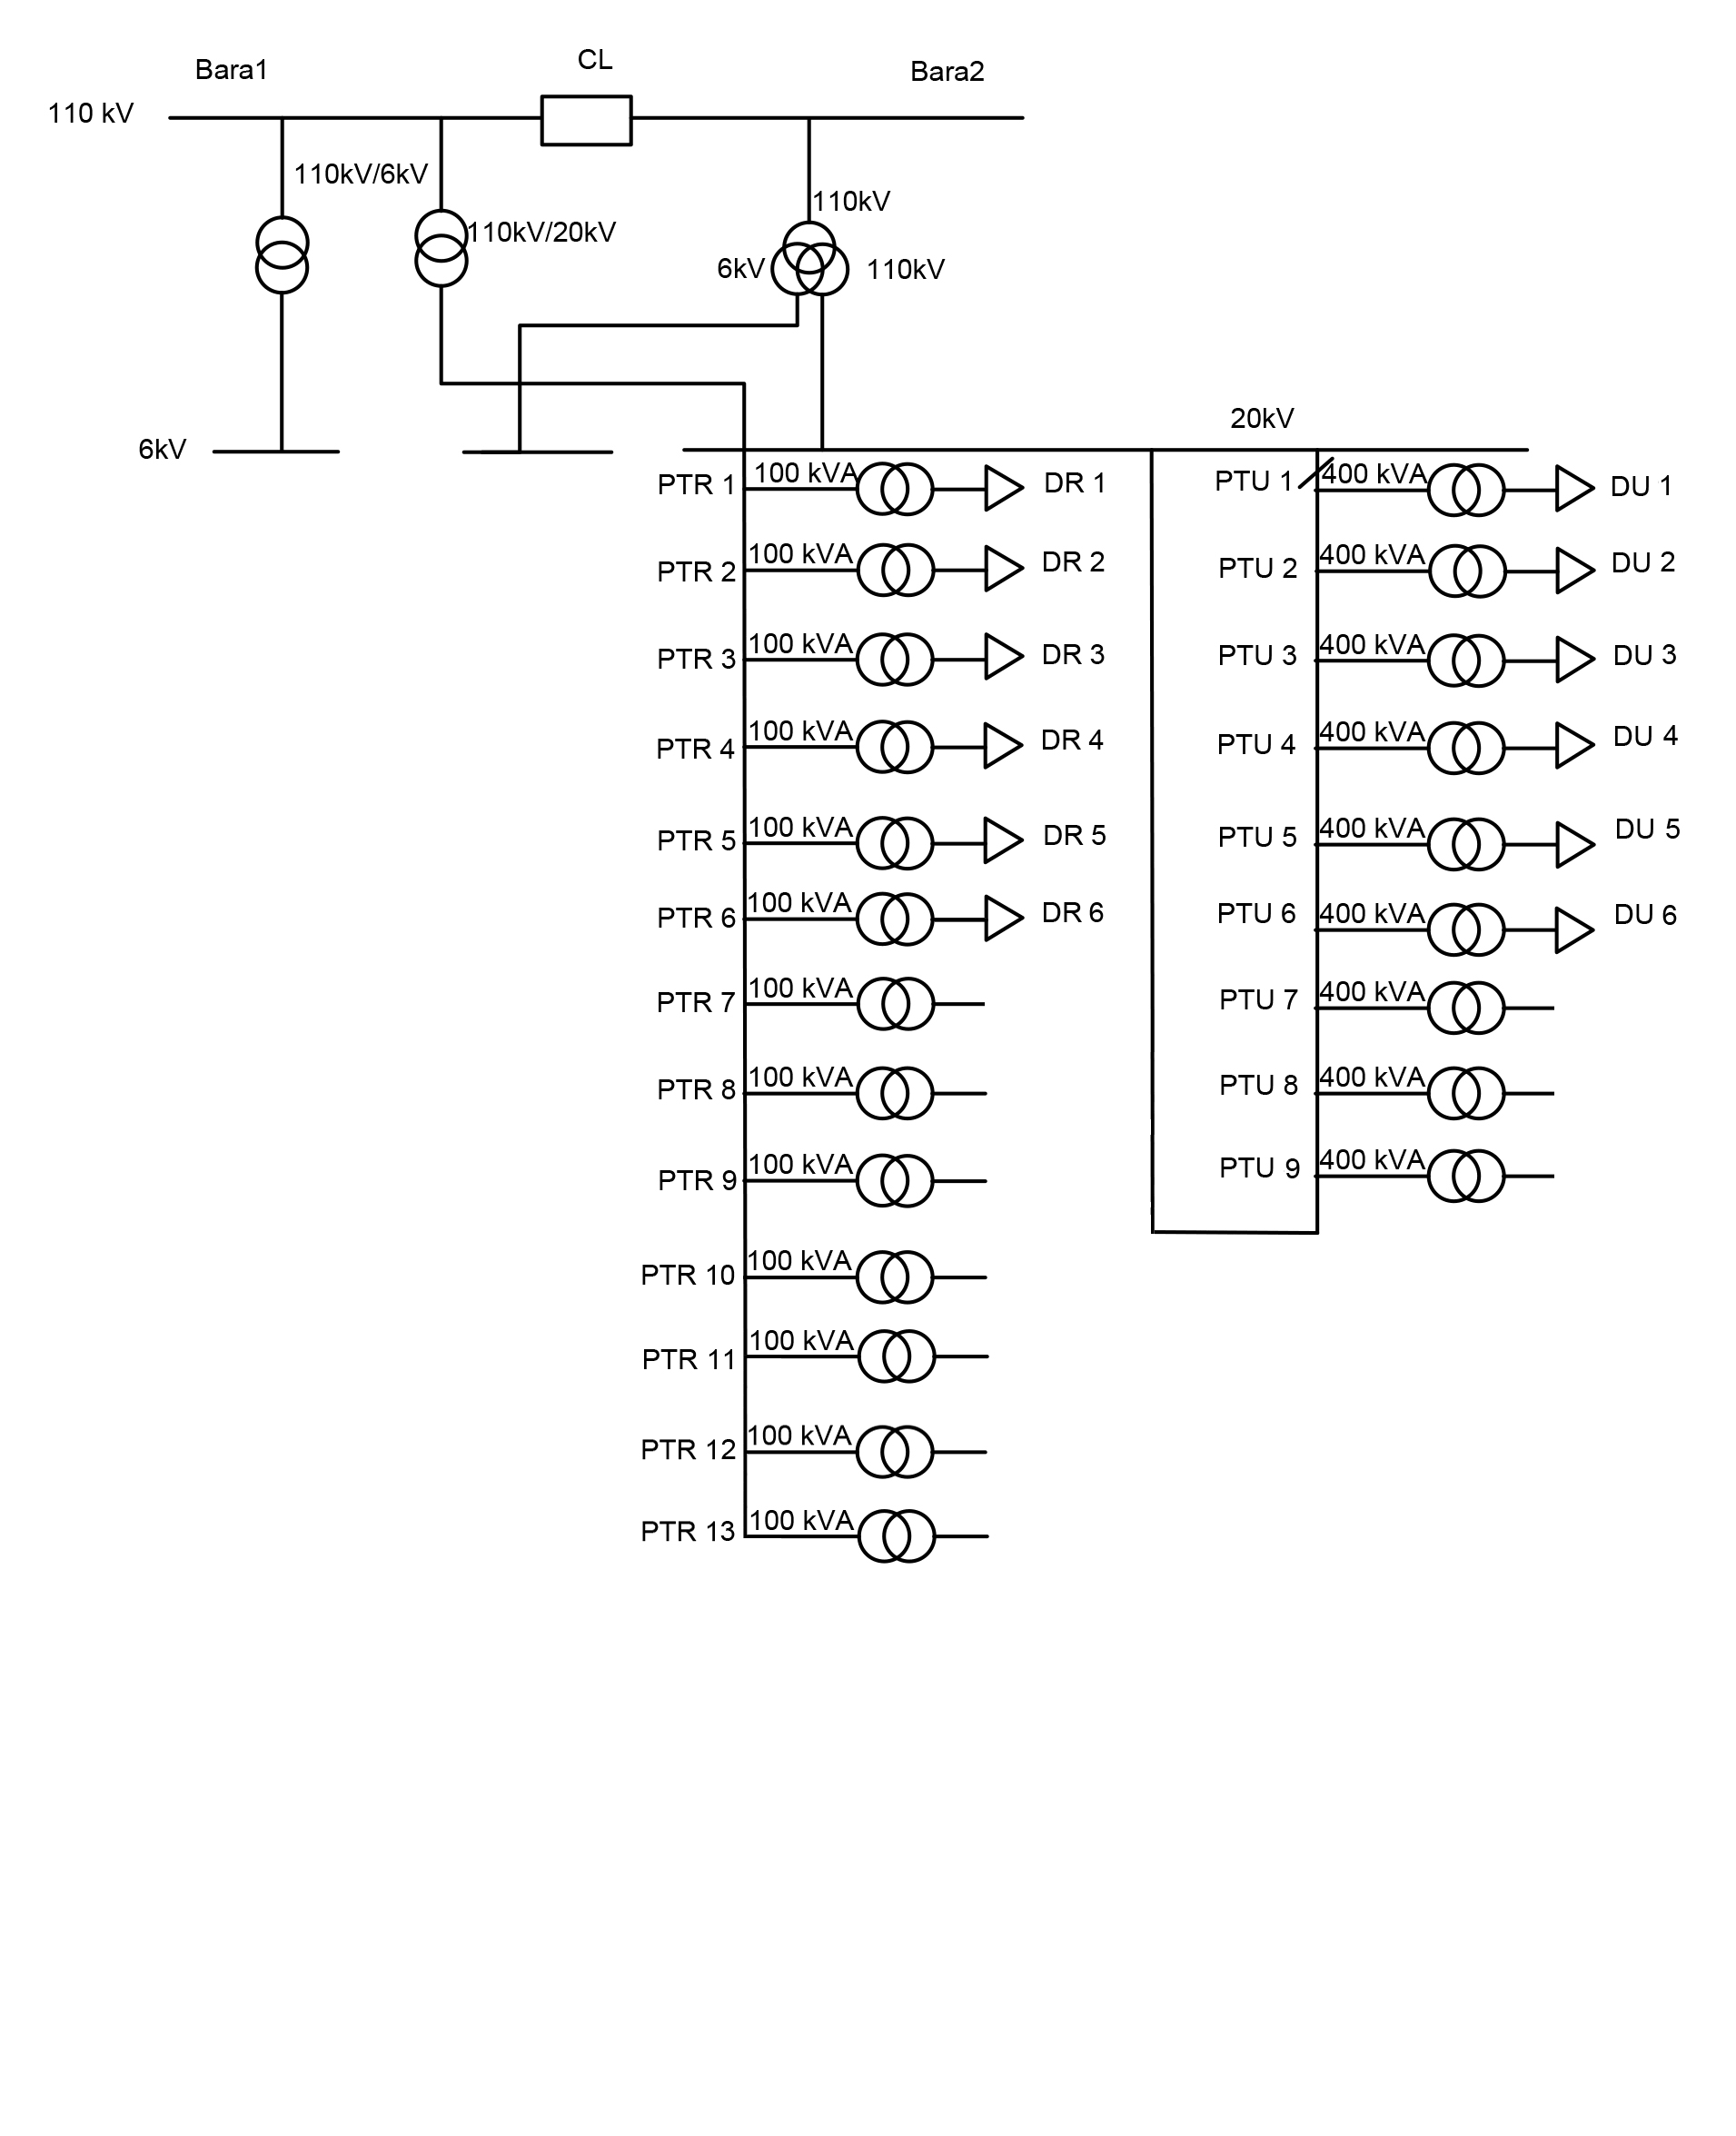 CL
Bara1
Bara2
110 kV
110kV/6kV
110kV
110kV/20kV
6kV
110kV
20kV
6kV
PTR 1
100 kVA
DR 1
PTU 1
400 kVA
DU 1
PTR 2
100 kVA
DR 2
PTU 2
400 kVA
DU 2
PTR 3
100 kVA
DR 3
PTU 3
400 kVA
DU 3
PTR 4
100 kVA
DR 4
PTU 4
400 kVA
DU 4
PTR 5
100 kVA
DR 5
PTU 5
400 kVA
DU 5
PTR 6
100 kVA
DR 6
PTU 6
400 kVA
DU 6
PTR 7
100 kVA
PTU 7
400 kVA
PTR 8
100 kVA
PTU 8
400 kVA
PTR 9
100 kVA
PTU 9
400 kVA
PTR 10
100 kVA
PTR 11
100 kVA
PTR 12
100 kVA
PTR 13
100 kVA